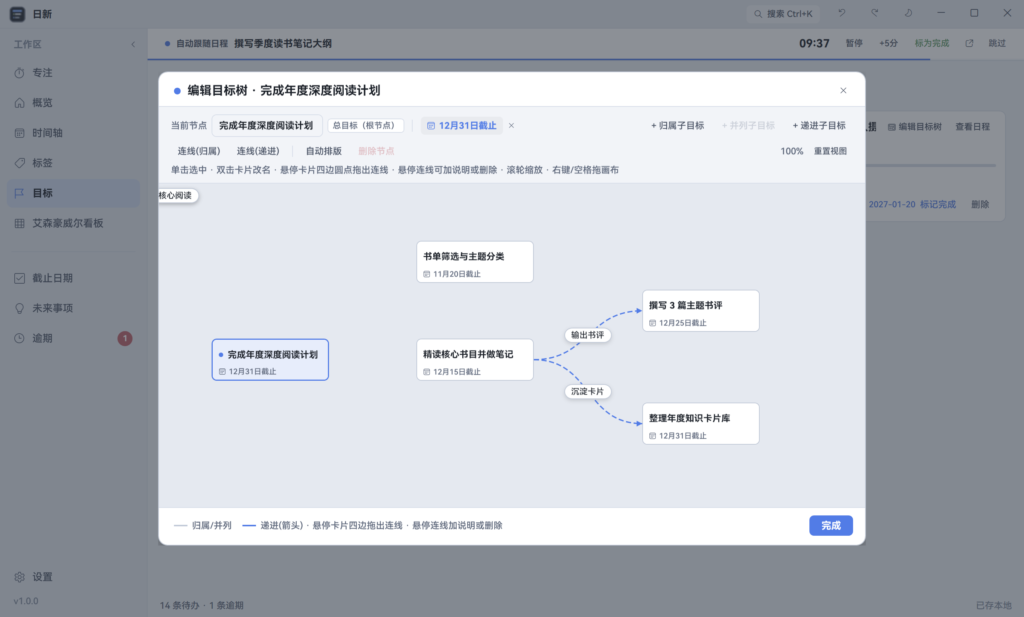 日新
搜索 Ctrl+K
工作区
自动跟随日程 撰写季度读书笔记大纲
09:37 暂停 +5分 标为完成 跳过
专注
概览
时间轴
标签
目标
艾森豪威尔看板
截止日期
未来事项
逾期 1
设置
v1.0.0
编辑目标树 · 完成年度深度阅读计划
当前节点 完成年度深度阅读计划 总目标（根节点） 12月31日截止 ×
+ 归属子目标 + 并列子目标 + 递进子目标
连线(归属) 连线(递进) 自动排版 删除节点
100% 重置视图
单击选中 · 双击卡片改名 · 悬停卡片四边圆点拖出连线 · 悬停连线可加说明或删除 · 滚轮缩放 · 右键/空格拖画布
核心阅读
书单筛选与主题分类
11月20日截止
撰写 3 篇主题书评
12月25日截止
输出书评
完成年度深度阅读计划
12月31日截止
精读核心书目并做笔记
12月15日截止
沉淀卡片
整理年度知识卡片库
12月31日截止
归属/并列 递进(箭头) · 悬停卡片四边拖出连线 · 悬停连线加说明或删除
完成
编辑目标树 查看日程
2027-01-20 标记完成 删除
14 条待办 · 1 条逾期
已存本地